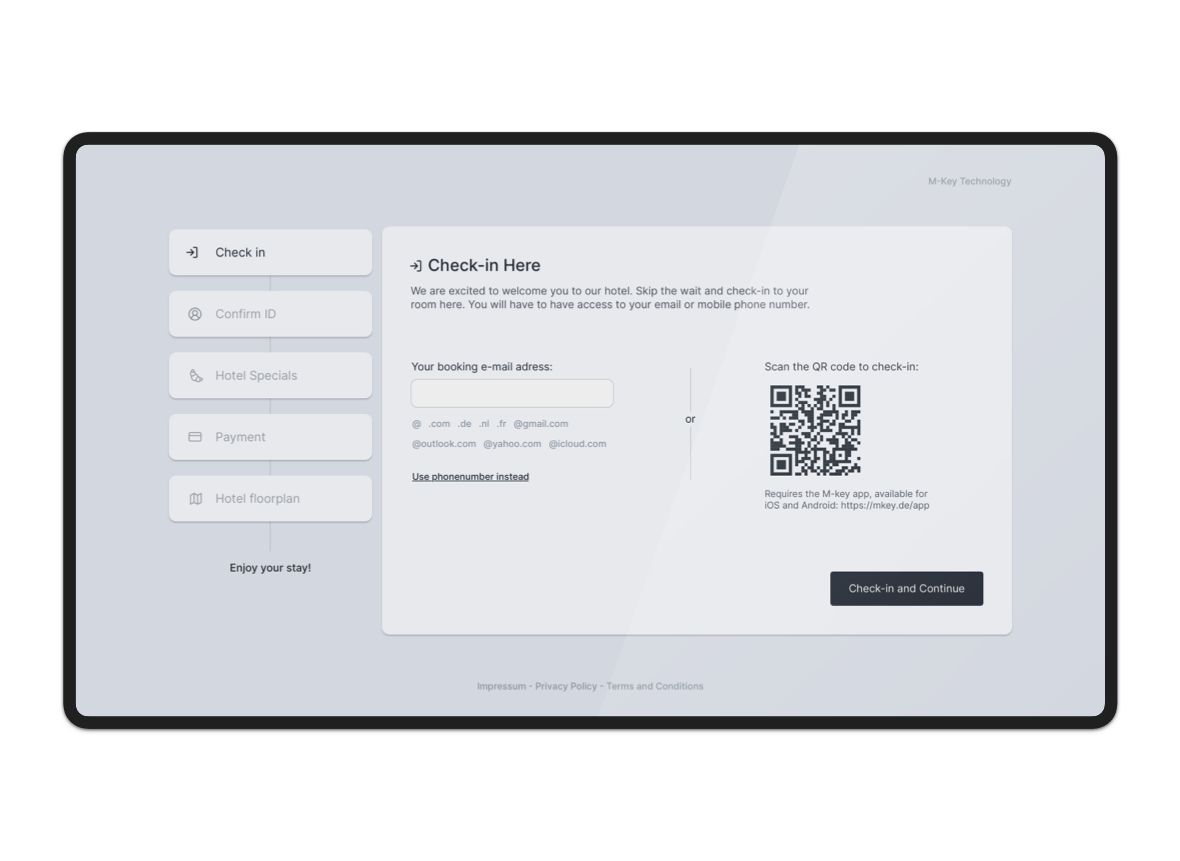 M-Key Technology
Check in
Confirm ID
Hotel Specials
Payment
Hotel floorplan
Enjoy your stay!
Check-in Here
We are excited to welcome you to our hotel. Skip the wait and check-in to your
room here. You will have to have access to your email or mobile phone number.
Your booking e-mail adress:
@ .com .de .nl .fr @gmail.com
@outlook.com @yahoo.com @icloud.com
Use phonenumber instead
or
Scan the QR code to check-in:
Requires the M-key app, available for
iOS and Android: https://mkey.de/app
Check-in and Continue
Impressum - Privacy Policy - Terms and Conditions